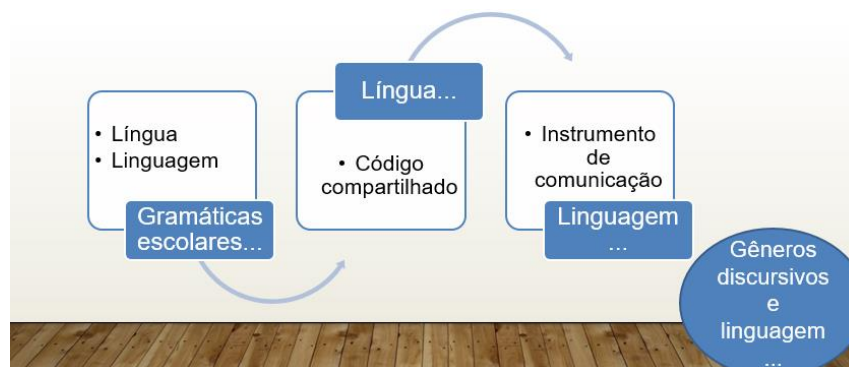 • Língua
• Linguagem
Gramáticas
escolares...
Língua...
• Código
compartilhado
• Instrumento
de
comunicação
Linguagem
...
Gêneros
discursivos
e
linguagem
...